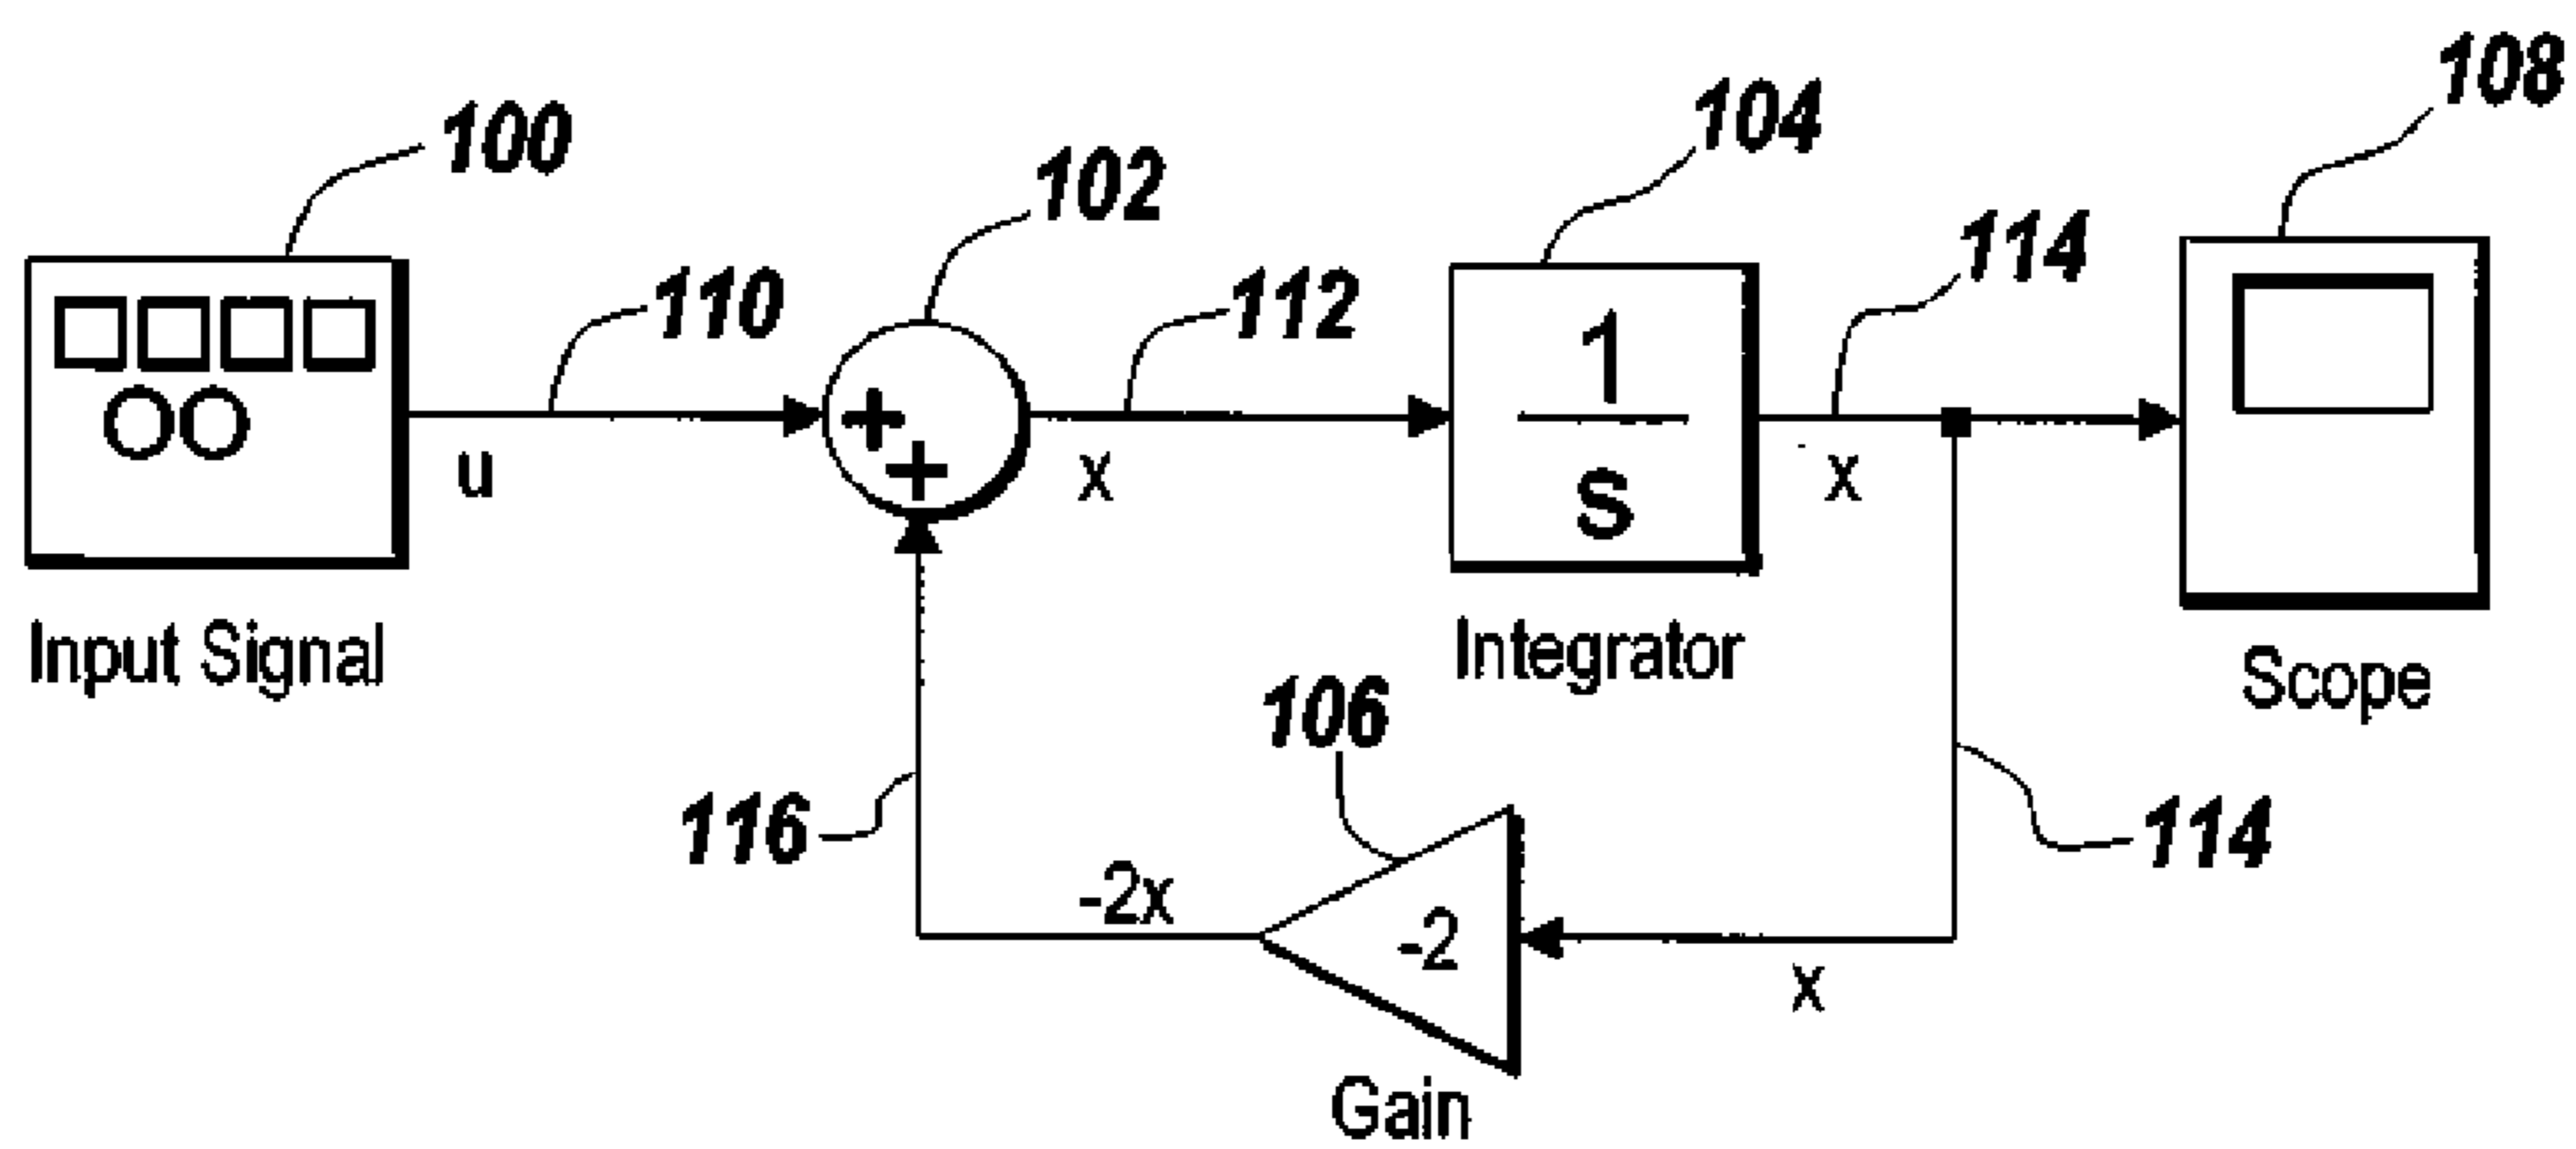 108
104
100
102
114
110
112
+
+
1
s
u
x
x
Input Signal
Integrator
Scope
106
116
114
-2x
-2
x
Gain